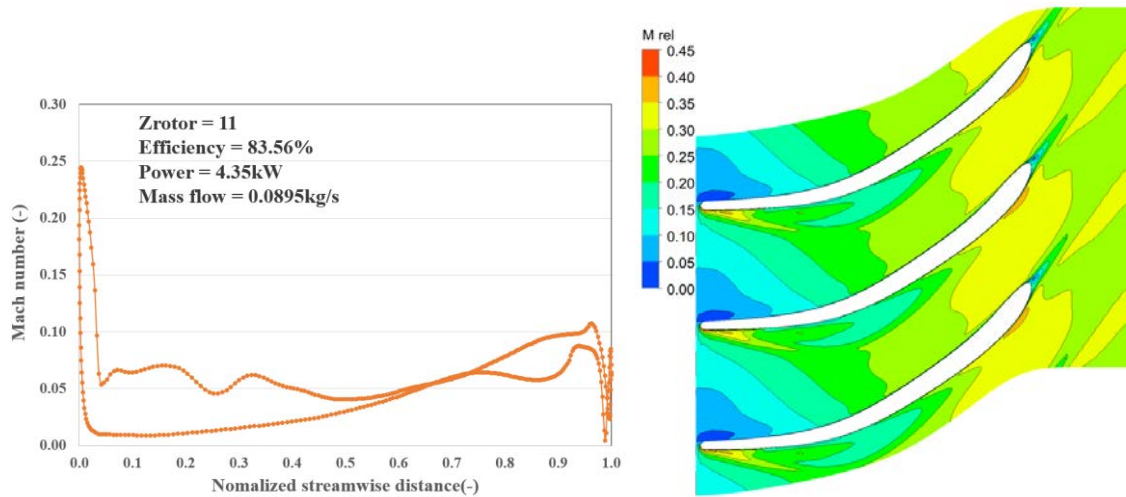 Zrotor = 11
Efficiency = 83.56%
Power = 4.35kW
Mass flow = 0.0895kg/s
Mach number (-)
0.30
0.25
0.20
0.15
0.10
0.05
0.00
0.0 0.1 0.2 0.3 0.4 0.5 0.6 0.7 0.8 0.9 1.0
Nomalized streamwise distance(-)
M rel
0.45
0.40
0.35
0.30
0.25
0.20
0.15
0.10
0.05
0.00